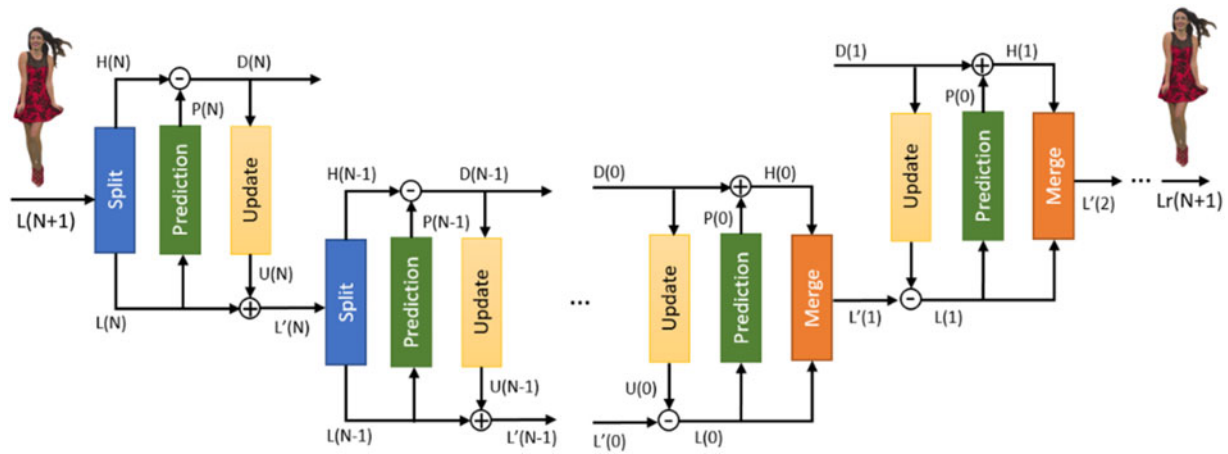 L(N+1)
H(N)
D(N)
P(N)
Split
Prediction
Update
U(N)
L(N)
L’(N)
H(N-1)
D(N-1)
P(N-1)
Split
Prediction
Update
U(N-1)
L(N-1)
L’(N-1)
...
D(0)
H(0)
P(0)
Update
Prediction
Merge
U(0)
L’(0)
L(0)
L’(1)
D(1)
H(1)
P(0)
Update
Prediction
Merge
L(1)
L’(2)
...
Lr(N+1)